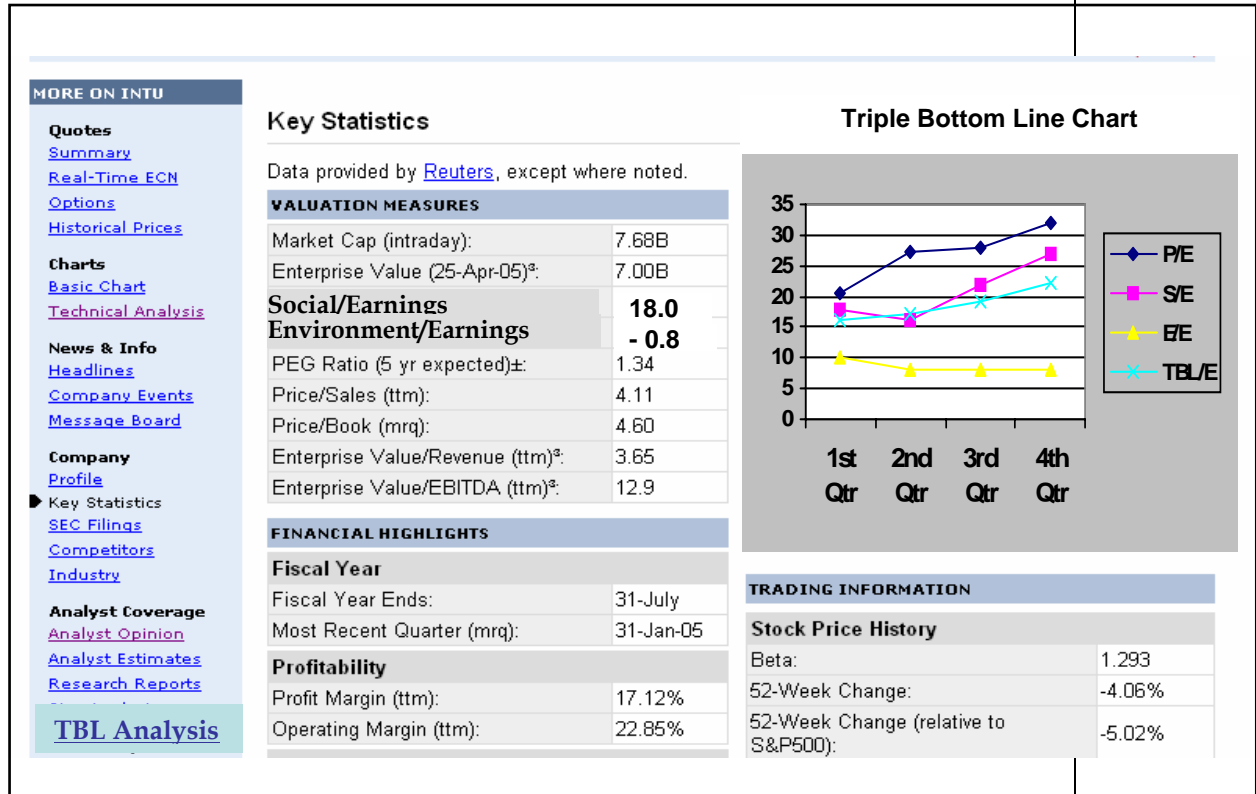 MORE ON INTU
Quotes
Summary
Real-Time ECN
Options
Historical Prices
Charts
Basic Chart
Technical Analysis
News & Info
Headlines
Company Events
Message Board
Company
Profile
Key Statistics
SEC Filings
Competitors
Industry
Analyst Coverage
Analyst Opinion
Analyst Estimates
Research Reports
TBL Analysis
Key Statistics
Data provided by Reuters, except where noted.
VALUATION MEASURES
Market Cap (intraday): 7.68B
Enterprise Value (25-Apr-05)³: 7.00B
Social/Earnings 18.0
Environment/Earnings - 0.8
PEG Ratio (5 yr expected)±: 1.34
Price/Sales (ttm): 4.11
Price/Book (mrq): 4.60
Enterprise Value/Revenue (ttm)³: 3.65
Enterprise Value/EBITDA (ttm)³: 12.9
FINANCIAL HIGHLIGHTS
Fiscal Year
Fiscal Year Ends: 31-July
Most Recent Quarter (mrq): 31-Jan-05
Profitability
Profit Margin (ttm): 17.12%
Operating Margin (ttm): 22.85%
Triple Bottom Line Chart
35
30
25
20
15
10
5
0
1st 2nd 3rd 4th
Qtr Qtr Qtr Qtr
P/E
S/E
E/E
TBL/E
TRADING INFORMATION
Stock Price History
Beta: 1.293
52-Week Change: -4.06%
52-Week Change (relative to
S&P500): -5.02%